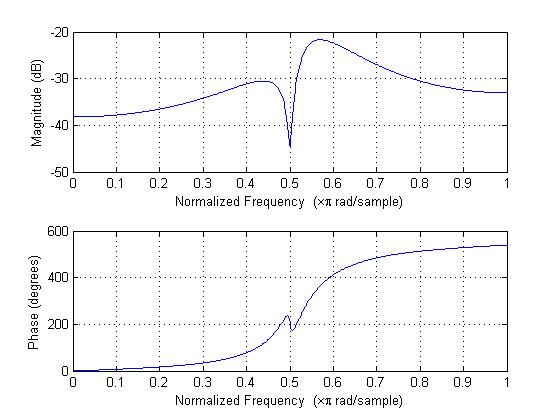 -20
-30
-40
-50
Magnitude (dB)
0 0.1 0.2 0.3 0.4 0.5 0.6 0.7 0.8 0.9 1
Normalized Frequency (×π rad/sample)
600
400
200
0
Phase (degrees)
0 0.1 0.2 0.3 0.4 0.5 0.6 0.7 0.8 0.9 1
Normalized Frequency (×π rad/sample)